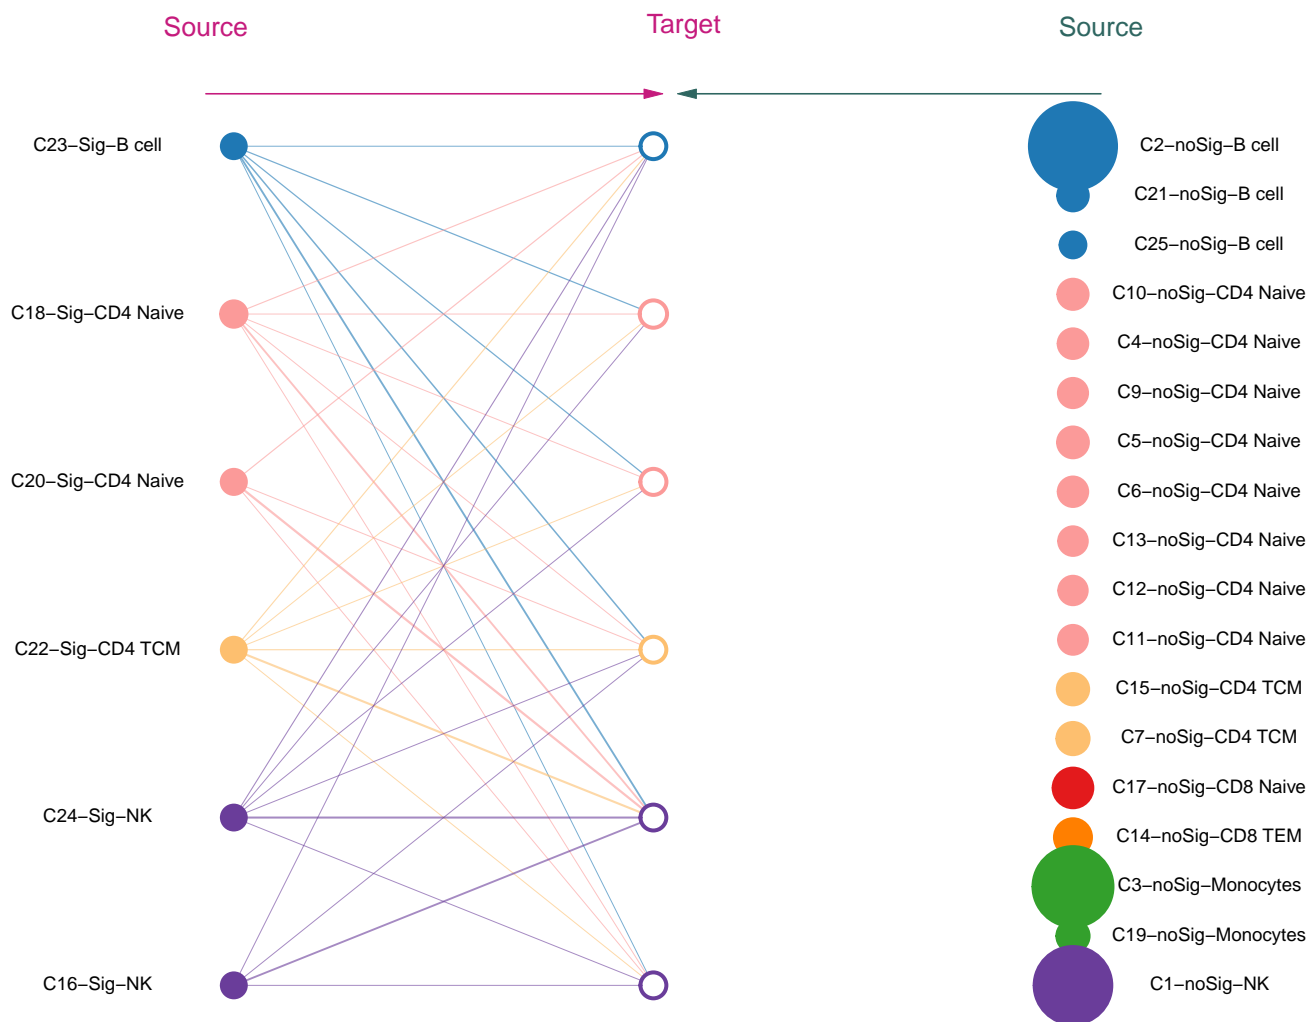 Source
Target
Source
C23−Sig−B cell
C18−Sig−CD4 Naive
C20−Sig−CD4 Naive
C22−Sig−CD4 TCM
C24−Sig−NK
C16−Sig−NK
C2−noSig−B cell
C21−noSig−B cell
C25−noSig−B cell
C10−noSig−CD4 Naive
C4−noSig−CD4 Naive
C9−noSig−CD4 Naive
C5−noSig−CD4 Naive
C6−noSig−CD4 Naive
C13−noSig−CD4 Naive
C12−noSig−CD4 Naive
C11−noSig−CD4 Naive
C15−noSig−CD4 TCM
C7−noSig−CD4 TCM
C17−noSig−CD8 Naive
C14−noSig−CD8 TEM
C3−noSig−Monocytes
C19−noSig−Monocytes
C1−noSig−NK